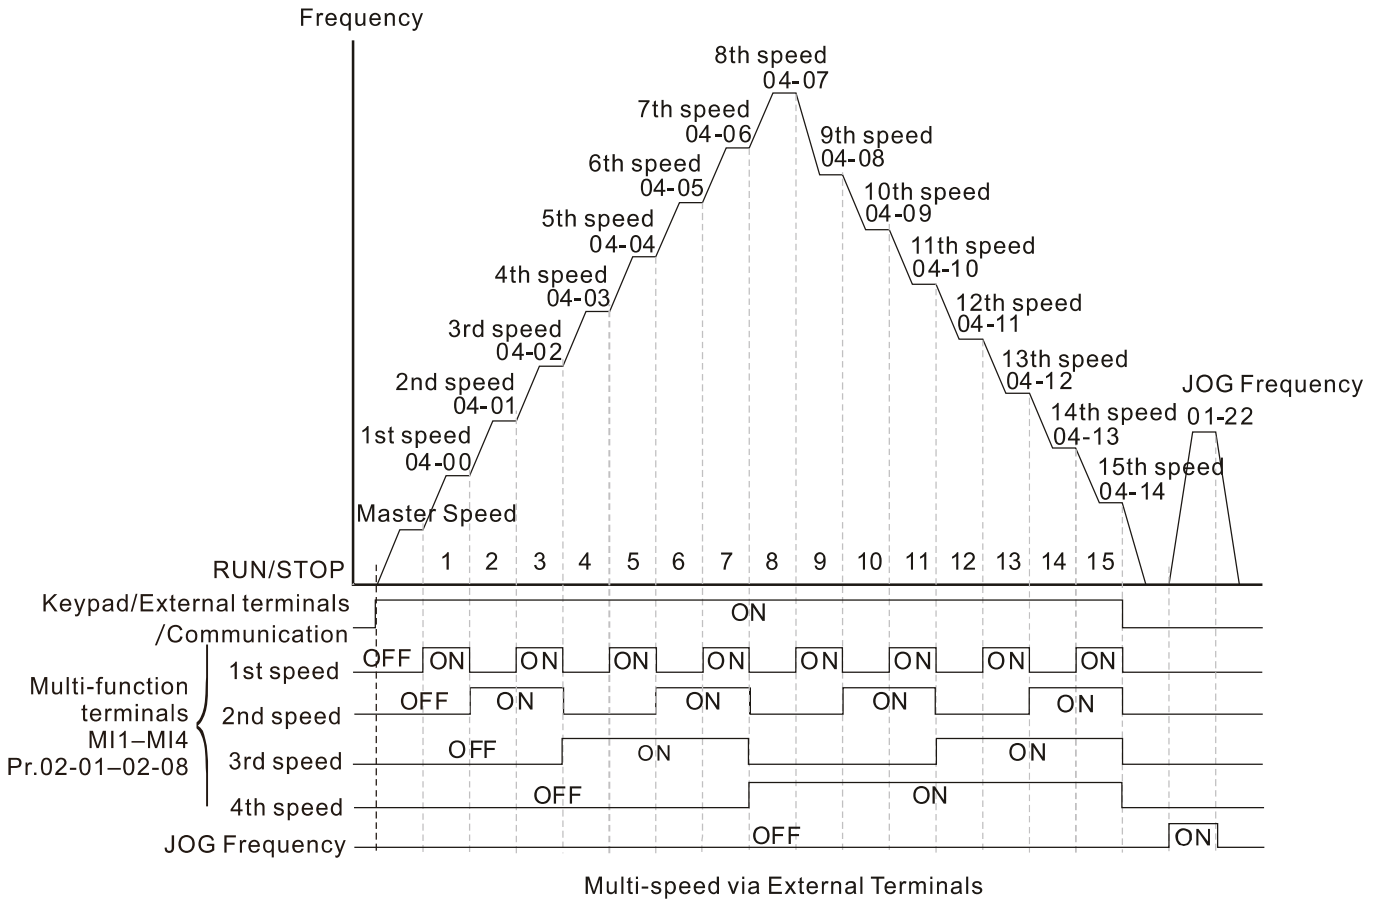 Frequency
8th speed
04-07
7th speed
04-06
9th speed
04-08
6th speed
04-05
10th speed
04-09
5th speed
04-04
11th speed
04-10
4th speed
04-03
12th speed
04-11
3rd speed
04-02
13th speed
04-12
2nd speed
04-01
JOG Frequency
01-22
14th speed
04-13
1st speed
04-00
15th speed
04-14
Master Speed
RUN/STOP
1 2 3 4 5 6 7 8 9 10 11 12 13 14 15
Keypad/External terminals
/Communication
ON
Multi-function
terminals
MI1–MI4
Pr.02-01–02-08
1st speed OFF ON ON ON ON ON ON ON ON
2nd speed OFF ON ON ON ON
3rd speed OFF ON ON
4th speed OFF ON
JOG Frequency OFF ON
Multi-speed via External Terminals